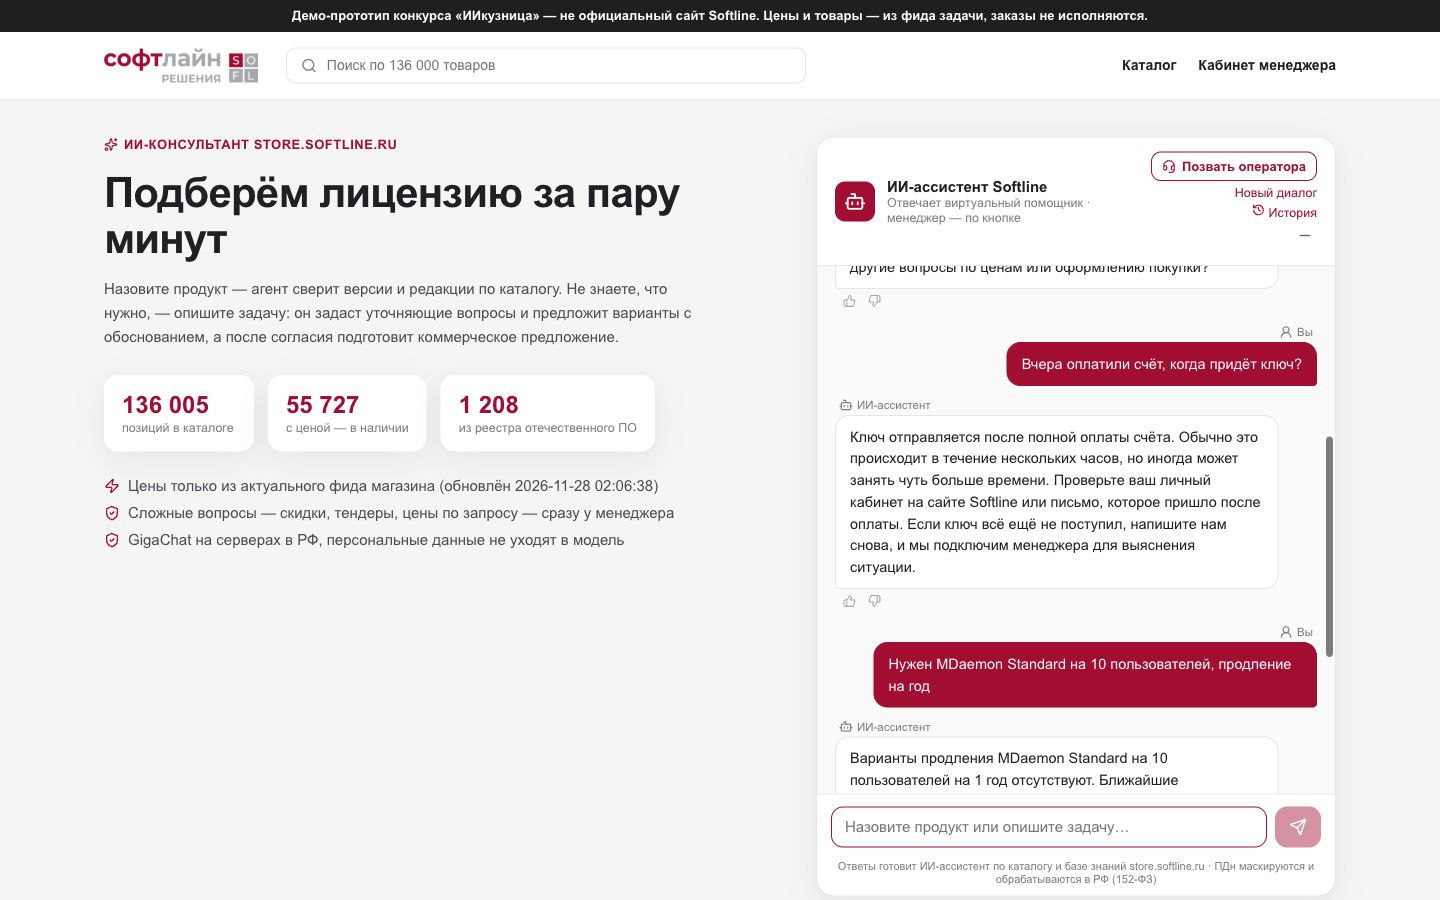 Демо-прототип конкурса «ИИкузница» — не официальный сайт Softline. Цены и товары — из фида задачи, заказы не исполняются.
софтлайн
РЕШЕНИЯ
S O
F L
Поиск по 136 000 товаров
Каталог
Кабинет менеджера
ИИ-КОНСУЛЬТАНТ STORE.SOFTLINE.RU
Подберём лицензию за пару
минут
Назовите продукт — агент сверит версии и редакции по каталогу. Не знаете, что
нужно, — опишите задачу: он задаст уточняющие вопросы и предложит варианты с
обоснованием, а после согласия подготовит коммерческое предложение.
136 005
позиций в каталоге
55 727
с ценой — в наличии
1 208
из реестра отечественного ПО
Цены только из актуального фида магазина (обновлён 2026-11-28 02:06:38)
Сложные вопросы — скидки, тендеры, цены по запросу — сразу у менеджера
GigaChat на серверах в РФ, персональные данные не уходят в модель
ИИ-ассистент Softline
Отвечает виртуальный помощник ·
менеджер — по кнопке
Позвать оператора
Новый диалог
История
—
другие вопросы по ценам или оформлению покупки?
Вы
Вчера оплатили счёт, когда придёт ключ?
ИИ-ассистент
Ключ отправляется после полной оплаты счёта. Обычно это
происходит в течение нескольких часов, но иногда может
занять чуть больше времени. Проверьте ваш личный
кабинет на сайте Softline или письмо, которое пришло после
оплаты. Если ключ всё ещё не поступил, напишите нам
снова, и мы подключим менеджера для выяснения
ситуации.
Вы
Нужен MDaemon Standard на 10 пользователей, продление
на год
ИИ-ассистент
Варианты продления MDaemon Standard на 10
пользователей на 1 год отсутствуют. Ближайшие
Назовите продукт или опишите задачу…
Ответы готовит ИИ-ассистент по каталогу и базе знаний store.softline.ru · ПДн маскируются и
обрабатываются в РФ (152-ФЗ)